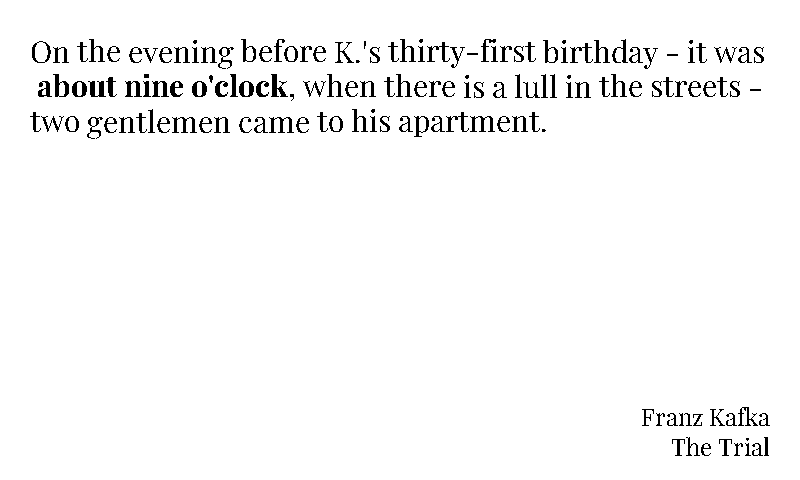 On the evening before K.'s thirty-first birthday - it was
about nine o'clock, when there is a lull in the streets -
two gentlemen came to his apartment.
Franz Kafka
The Trial